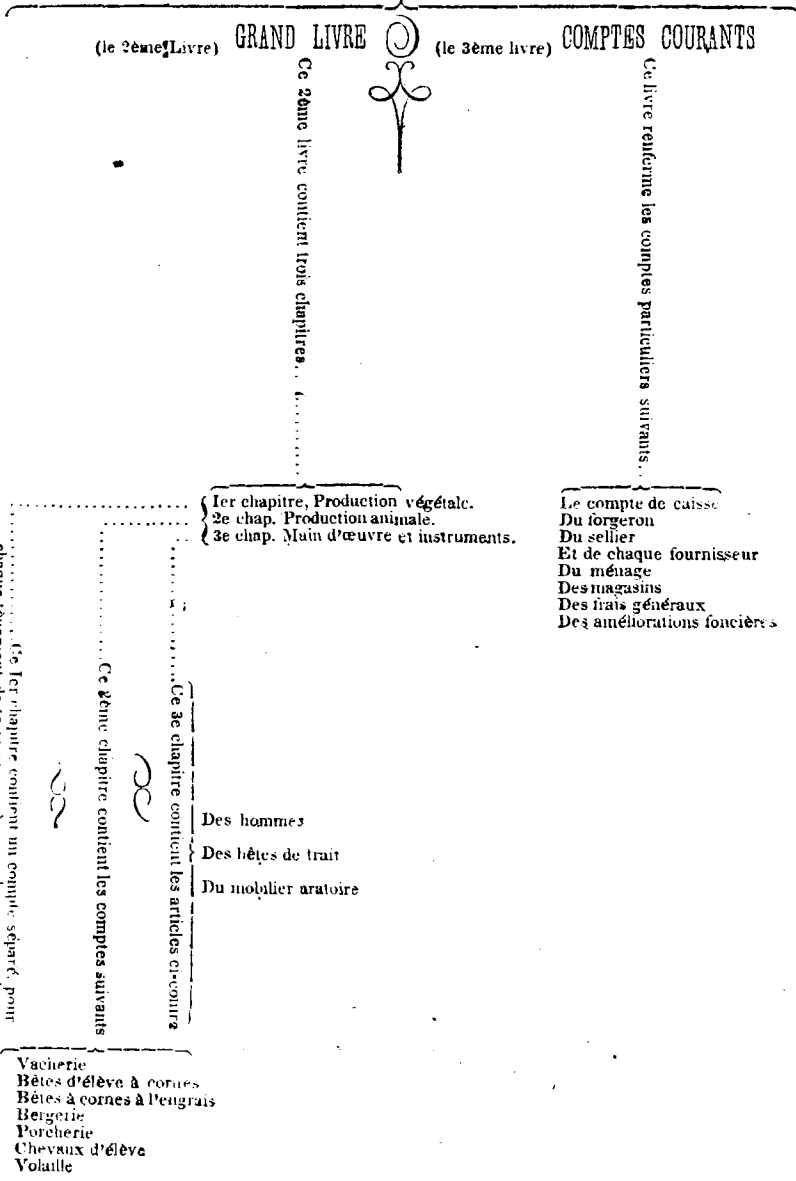 (le 2ème Livre) GRAND LIVRE (le 3ème livre) COMPTES COURANTS
Ce 2ème livre contient trois chapitres...
Ce livre renferme les comptes particuliers suivants..
Ier chapitre, Production végétale.
2e chap. Production animale.
3e chap. Main d'œuvre et instruments.
Le compte de caisse
Du forgeron
Du sellier
Et de chaque fournisseur
Du ménage
Des magasins
Des frais généraux
Des améliorations foncières
Ce Ier chapitre contient un compte séparé, pour
Ce 2ème chapitre contient les comptes suivants
Ce 3e chapitre contient les articles ci-contre
Des hommes
Des bêtes de trait
Du mobilier aratoire
Vacherie
Bêtes d'élève à cornes
Bêtes à cornes à l'engrais
Bergerie
Porcherie
Chevaux d'élève
Volaille